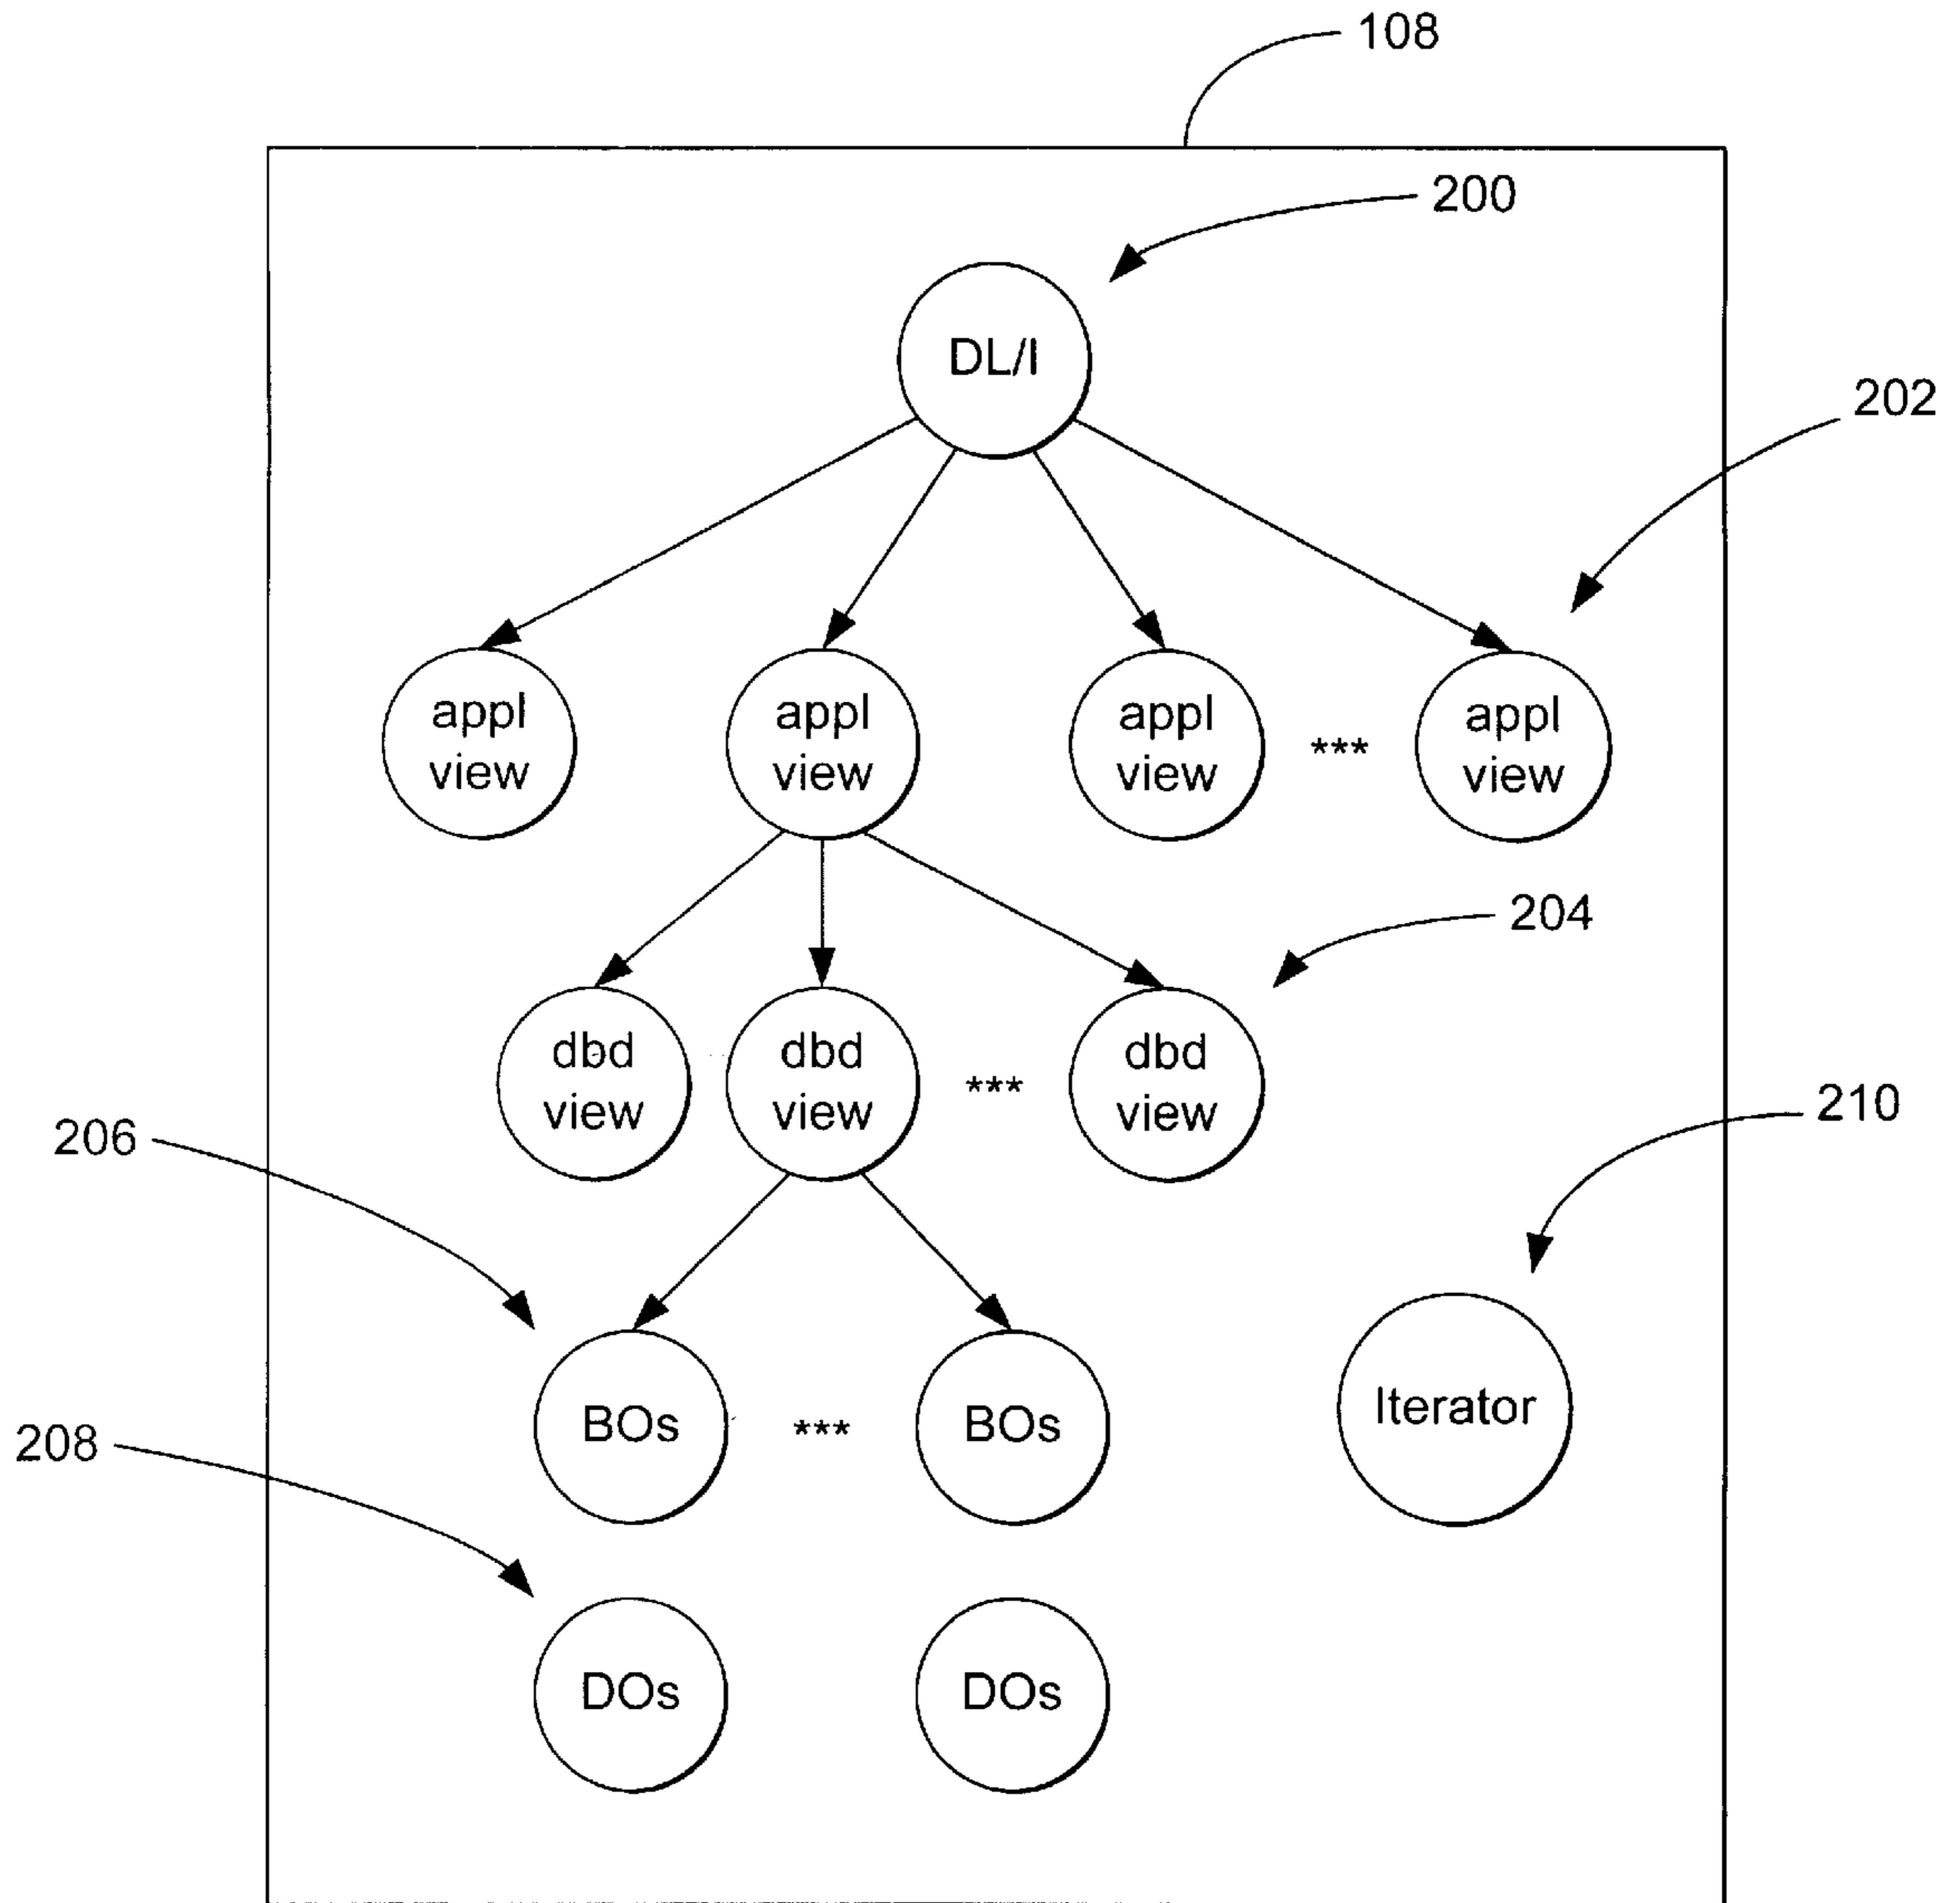 108
200
DL/I
202
appl
view
appl
view
appl
view
***
appl
view
204
dbd
view
dbd
view
***
dbd
view
206
210
BOs
***
BOs
Iterator
208
DOs
DOs